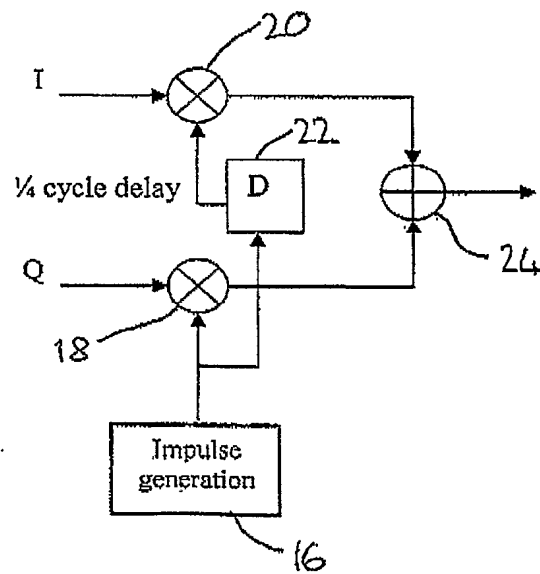 20
I
22
¼ cycle delay
D
Q
24
18
Impulse
generation
16